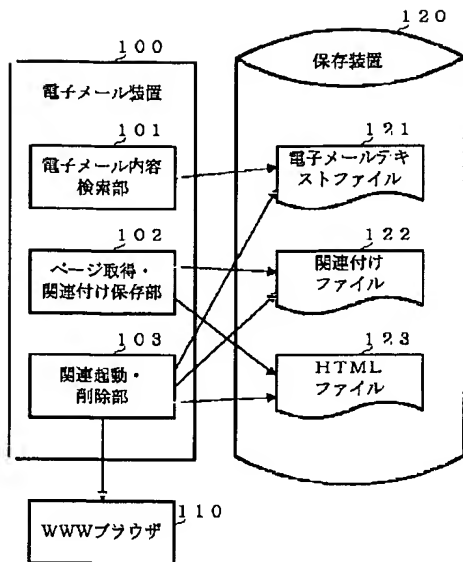 100
電子メール装置
101
電子メール内容
検索部
102
ページ取得・
関連付け保存部
103
関連起動・
削除部
110
WWWブラウザ
120
保存装置
121
電子メールテキ
ストファイル
122
関連付け
ファイル
123
HTML
ファイル